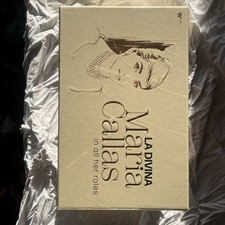 LA DIVINA
Maria
Callas
in all her roles
W